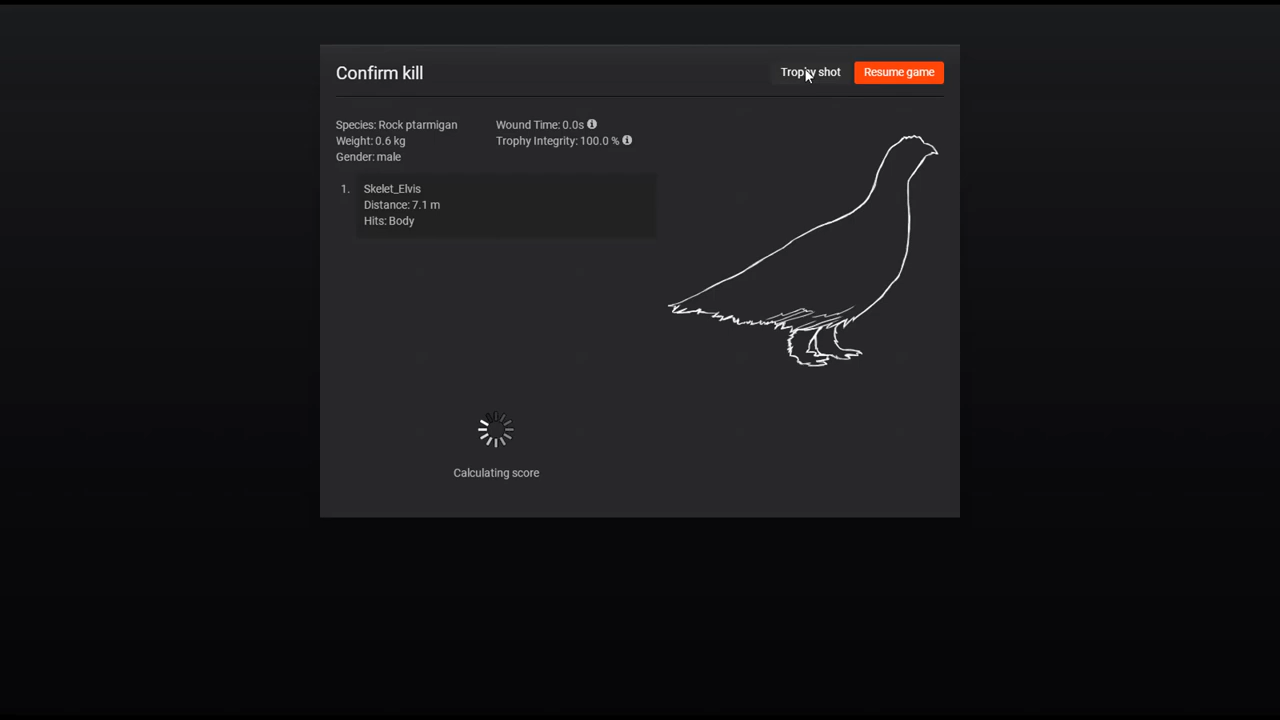 Confirm kill
Trophy shot
Resume game
Species: Rock ptarmigan
Weight: 0.6 kg
Gender: male
Wound Time: 0.0s
Trophy Integrity: 100.0 %
1.
Skelet_Elvis
Distance: 7.1 m
Hits: Body
Calculating score